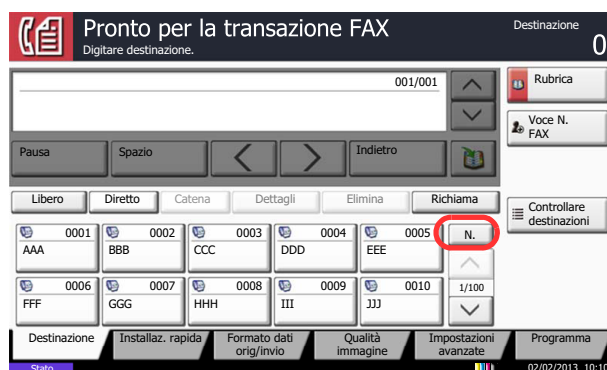 Pronto per la transazione FAX
Digitare destinazione.
Destinazione
0
001/001
Rubrica
Voce N.
FAX
Pausa
Spazio
Indietro
Libero
Diretto
Catena
Dettagli
Elimina
Richiama
Controllare
destinazioni
0001
AAA
0002
BBB
0003
CCC
0004
DDD
0005
EEE
N.
0006
FFF
0007
GGG
0008
HHH
0009
III
0010
JJJ
1/100
Destinazione
Installaz. rapida
Formato dati
orig/invio
Qualità
immagine
Impostazioni
avanzate
Programma
Stato
02/02/2013 10:10